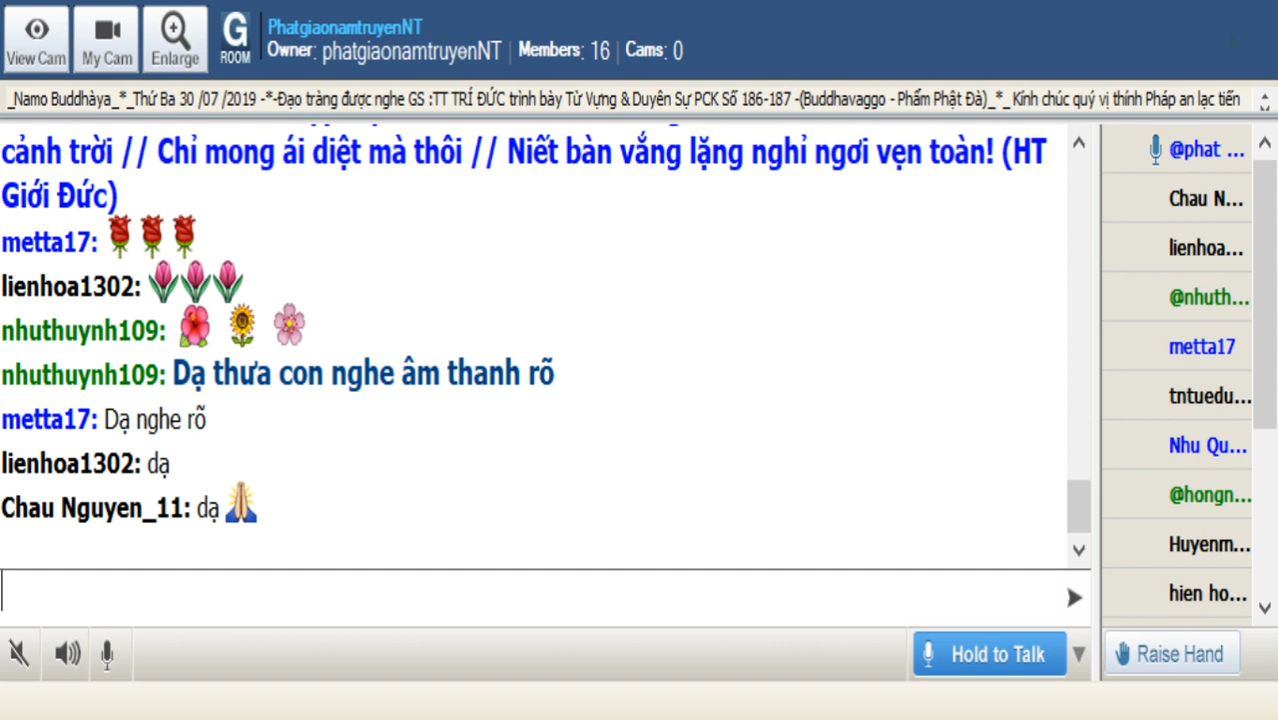 View Cam
My Cam
Enlarge
G
ROOM
PhatgiaonamtruyenNT
Owner: phatgiaonamtruyenNT | Members: 16 | Cams: 0
_Namo Buddhàya_*_Thứ Ba 30 /07 /2019 -*-Đạo tràng được nghe GS :TT TRÍ ĐỨC trình bày Từ Vựng & Duyên Sự PCK Số 186-187 -(Buddhavaggo - Phẩm Phật Đà)_*_ Kính chúc quý vị thính Pháp an lạc tiến
cảnh trời // Chỉ mong ái diệt mà thôi // Niết bàn vắng lặng nghỉ ngơi vẹn toàn! (HT
Giới Đức)
metta17:
lienhoa1302:
nhuthuynh109:
nhuthuynh109: Dạ thưa con nghe âm thanh rõ
metta17: Dạ nghe rõ
lienhoa1302: dạ
Chau Nguyen_11: dạ
@phat ...
Chau N...
lienhoa...
@nhuth...
metta17
tntuedu...
Nhu Qu...
@hongn...
Huyenm...
hien ho...
Hold to Talk
Raise Hand